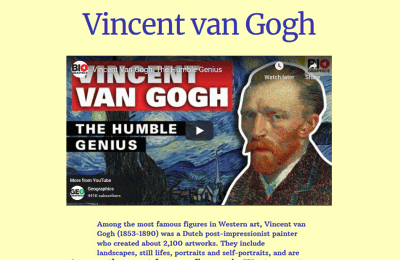 Vincent van Gogh
BIO
Vincent Van Gogh: The Humble Genius
Watch later
Share
BIO
VINCENT
VAN GOGH
THE HUMBLE
GENIUS
More from YouTube
GEO
Geographics
Among the most famous figures in Western art, Vincent van
Gogh (1853-1890) was a Dutch post-impressionist painter
who created about 2,100 artworks. They include
landscapes, still lifes, portraits and self-portraits, and are